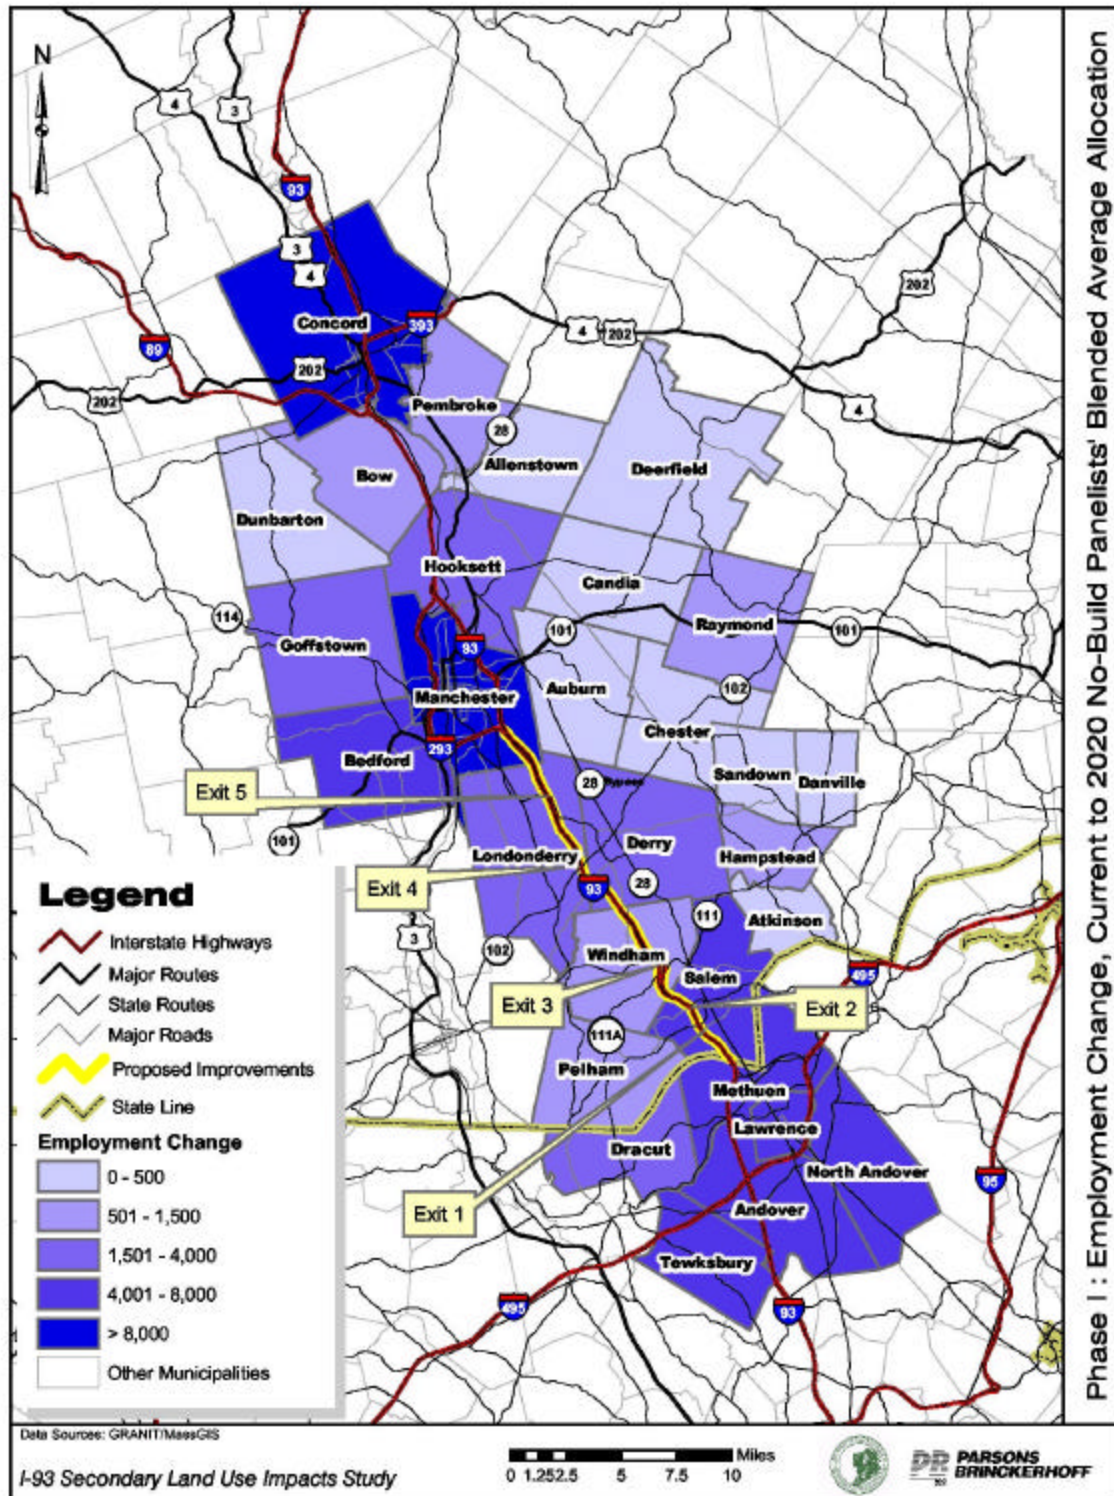 Phase I : Employment Change, Current to 2020 No-Build Panelists' Blended Average Allocation
N
4
3
93
3
4
Concord
393
89
202
4
202
202
202
4
Pembroke
28
Bow
Allenstown
Deerfield
Dunbarton
Hooksett
Candia
114
Goffstown
93
101
Raymond
101
Manchester
Auburn
102
Chester
293
Bedford
Sandown
Danville
28 Bypass
Exit 5
101
Londonderry
Derry
Hampstead
Exit 4
93
28
111
Atkinson
3
102
Windham
Salem
495
Exit 3
Exit 2
111A
Pelham
Methuen
Lawrence
Dracut
North Andover
95
Exit 1
Andover
Tewksbury
495
93
Legend
Interstate Highways
Major Routes
State Routes
Major Roads
Proposed Improvements
State Line
Employment Change
0 - 500
501 - 1,500
1,501 - 4,000
4,001 - 8,000
> 8,000
Other Municipalities
Data Sources: GRANIT/MassGIS
I-93 Secondary Land Use Impacts Study
Miles
0 1.252.5 5 7.5 10
PARSONS
BRINCKERHOFF